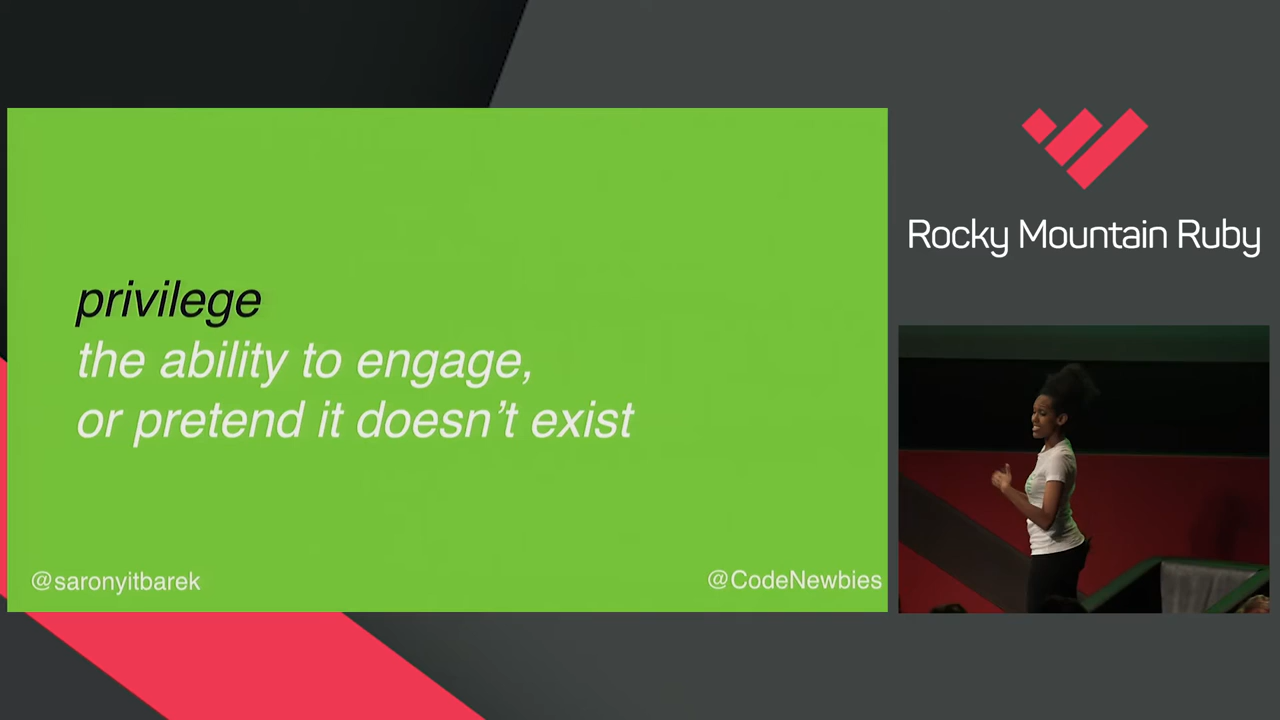 privilege
the ability to engage,
or pretend it doesn’t exist
@saronyitbarek
@CodeNewbies
Rocky Mountain Ruby